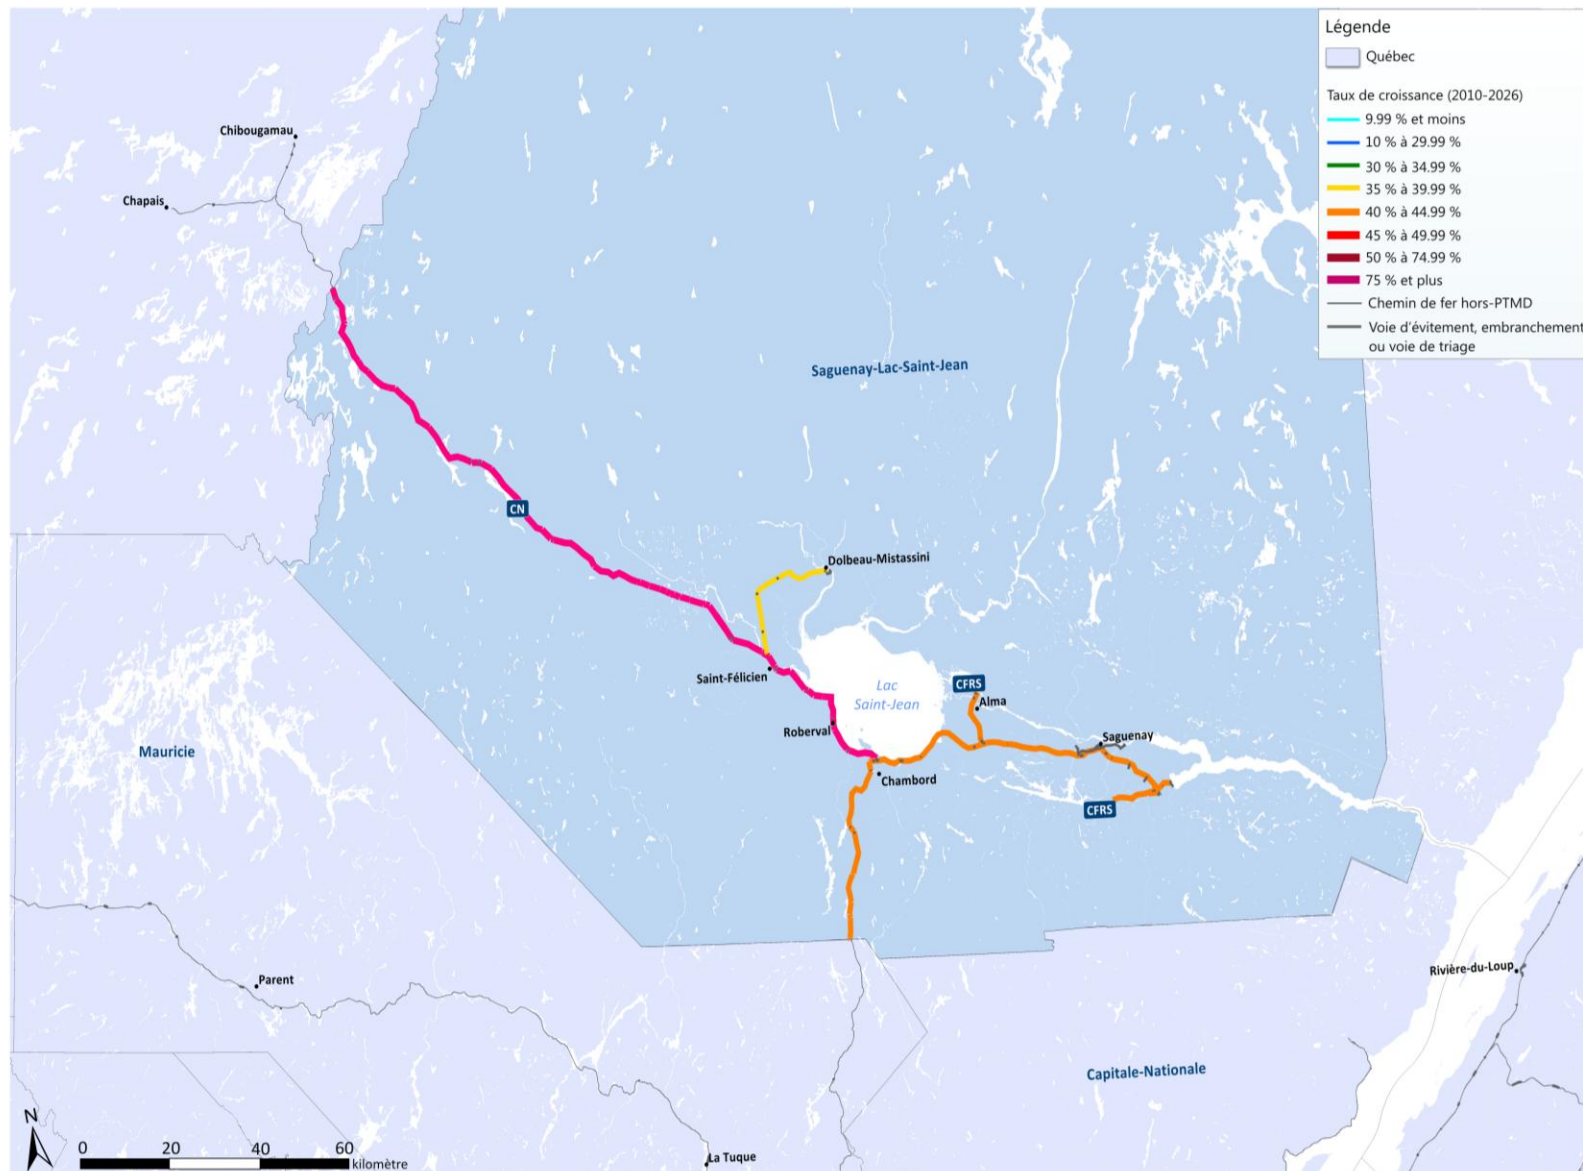 Légende
Québec
Taux de croissance (2010-2026)
9.99 % et moins
10 % à 29.99 %
30 % à 34.99 %
35 % à 39.99 %
40 % à 44.99 %
45 % à 49.99 %
50 % à 74.99 %
75 % et plus
Chemin de fer hors-PTMD
Voie d'évitement, embranchement
ou voie de triage
Chibougamau
Chapais
Saguenay-Lac-Saint-Jean
CN
Dolbeau-Mistassini
Saint-Félicien
Lac
Saint-Jean
CFRS
Alma
Roberval
Saguenay
Mauricie
Chambord
CFRS
Parent
Rivière-du-Loup
Capitale-Nationale
N
0 20 40 60
kilomètre
La Tuque